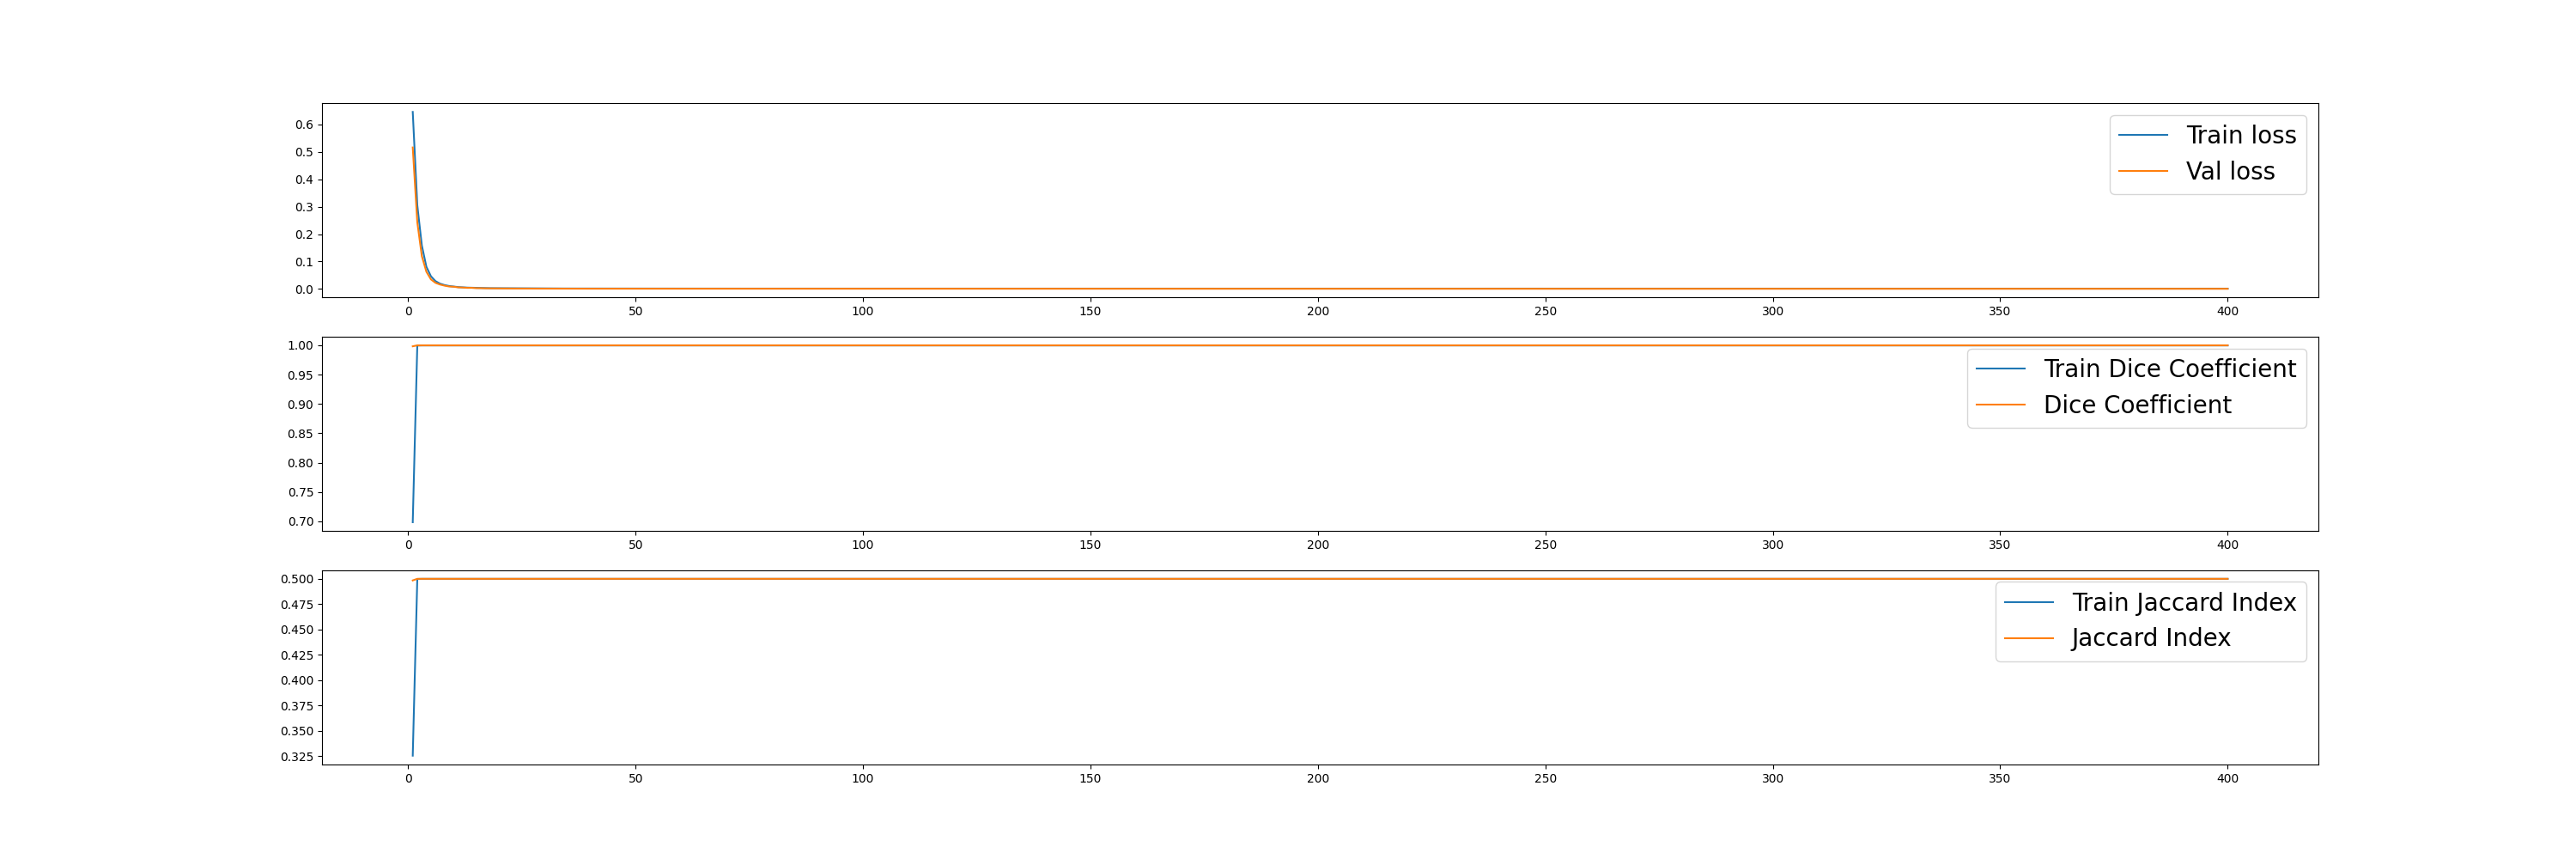 0.6
0.5
0.4
0.3
0.2
0.1
0.0
0 50 100 150 200 250 300 350 400
Train loss
Val loss
1.00
0.95
0.90
0.85
0.80
0.75
0.70
0 50 100 150 200 250 300 350 400
Train Dice Coefficient
Dice Coefficient
0.500
0.475
0.450
0.425
0.400
0.375
0.350
0.325
0 50 100 150 200 250 300 350 400
Train Jaccard Index
Jaccard Index